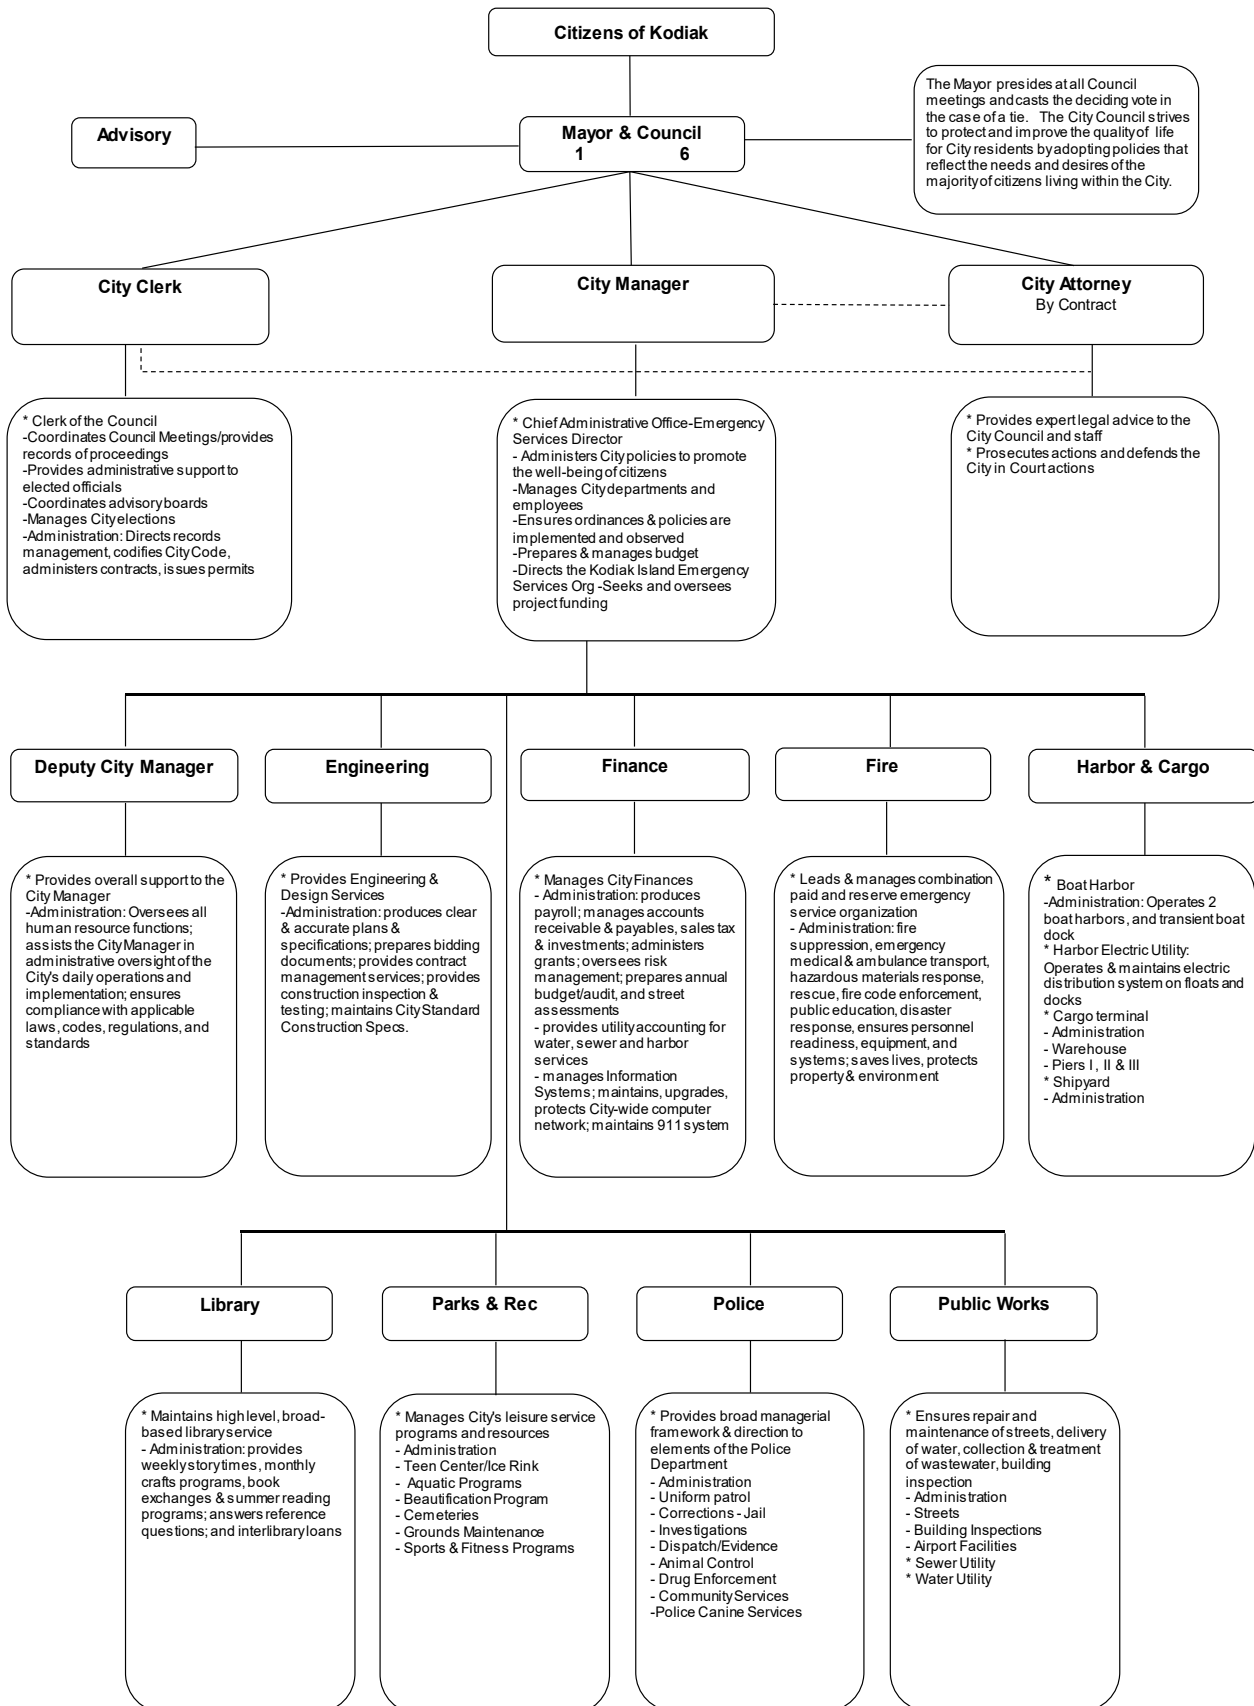 Citizens of Kodiak
The Mayor presides at all Council
meetings and casts the deciding vote in
the case of a tie. The City Council strives
to protect and improve the quality of life
for City residents by adopting policies that
reflect the needs and desires of the
majority of citizens living within the City.
Advisory
Mayor & Council
1 6
City Clerk
City Manager
City Attorney
By Contract
* Clerk of the Council
-Coordinates Council Meetings/provides
records of proceedings
-Provides administrative support to
elected officials
-Coordinates advisory boards
-Manages City elections
-Administration: Directs records
management, codifies City Code,
administers contracts, issues permits
* Chief Administrative Office-Emergency
Services Director
- Administers City policies to promote
the well-being of citizens
-Manages City departments and
employees
-Ensures ordinances & policies are
implemented and observed
-Prepares & manages budget
-Directs the Kodiak Island Emergency
Services Org -Seeks and oversees
project funding
* Provides expert legal advice to the
City Council and staff
* Prosecutes actions and defends the
City in Court actions
Deputy City Manager
Engineering
Finance
Fire
Harbor & Cargo
* Provides overall support to the
City Manager
-Administration: Oversees all
human resource functions;
assists the City Manager in
administrative oversight of the
City's daily operations and
implementation; ensures
compliance with applicable
laws, codes, regulations, and
standards
* Provides Engineering &
Design Services
-Administration: produces clear
& accurate plans &
specifications; prepares bidding
documents; provides contract
management services; provides
construction inspection &
testing; maintains City Standard
Construction Specs.
* Manages City Finances
- Administration: produces
payroll; manages accounts
receivable & payables, sales tax
& investments; administers
grants; oversees risk
management; prepares annual
budget/audit, and street
assessments
- provides utility accounting for
water, sewer and harbor
services
- manages Information
Systems; maintains, upgrades,
protects City-wide computer
network; maintains 911 system
* Leads & manages combination
paid and reserve emergency
service organization
- Administration: fire
suppression, emergency
medical & ambulance transport,
hazardous materials response,
rescue, fire code enforcement,
public education, disaster
response, ensures personnel
readiness, equipment, and
systems; saves lives, protects
property & environment
* Boat Harbor
-Administration: Operates 2
boat harbors, and transient boat
dock
* Harbor Electric Utility:
Operates & maintains electric
distribution system on floats and
docks
* Cargo terminal
- Administration
- Warehouse
- Piers I, II & III
* Shipyard
- Administration
Library
Parks & Rec
Police
Public Works
* Maintains high level, broad-
based library service
- Administration: provides
weekly story times, monthly
crafts programs, book
exchanges & summer reading
programs; answers reference
questions; and interlibrary loans
* Manages City's leisure service
programs and resources
- Administration
- Teen Center/Ice Rink
- Aquatic Programs
- Beautification Program
- Cemeteries
- Grounds Maintenance
- Sports & Fitness Programs
* Provides broad managerial
framework & direction to
elements of the Police
Department
- Administration
- Uniform patrol
- Corrections - Jail
- Investigations
- Dispatch/Evidence
- Animal Control
- Drug Enforcement
- Community Services
-Police Canine Services
* Ensures repair and
maintenance of streets, delivery
of water, collection & treatment
of wastewater, building
inspection
- Administration
- Streets
- Building Inspections
- Airport Facilities
* Sewer Utility
* Water Utility